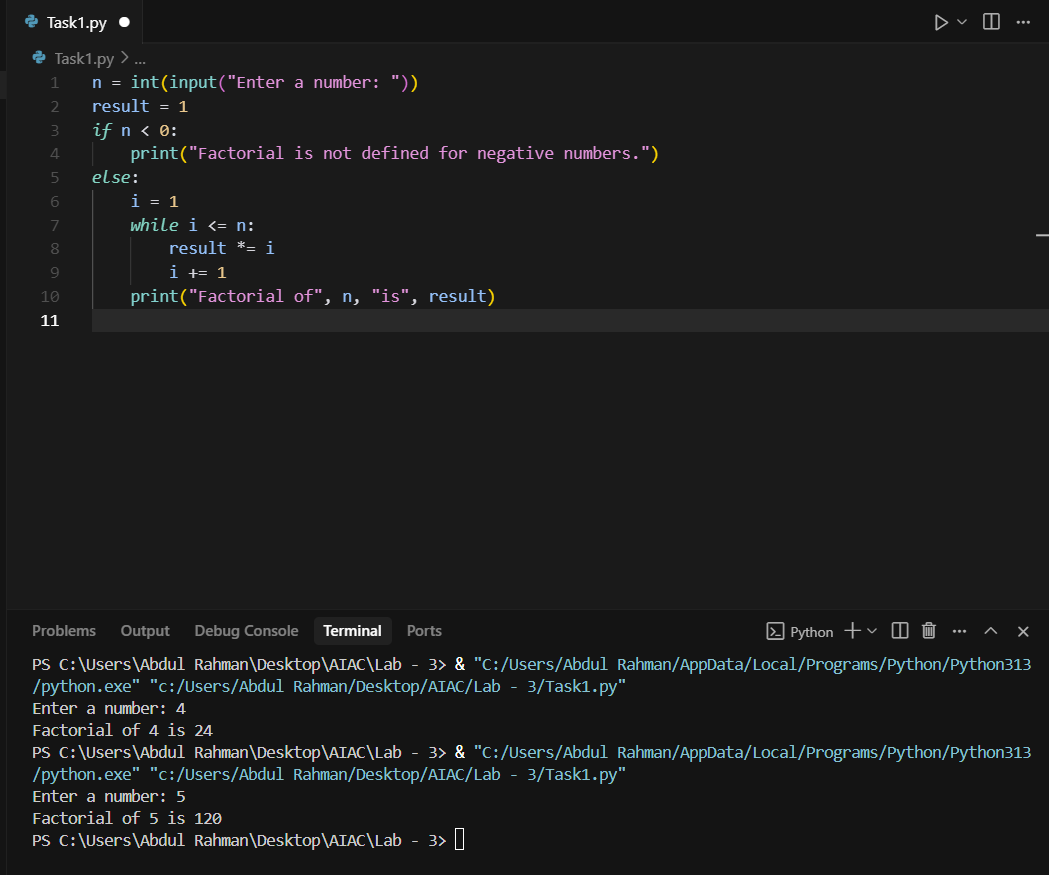 Task1.py
Task1.py > ...
1 n = int(input("Enter a number: "))
2 result = 1
3 if n < 0:
4     print("Factorial is not defined for negative numbers.")
5 else:
6     i = 1
7     while i <= n:
8         result *= i
9         i += 1
10     print("Factorial of", n, "is", result)
11
Problems Output Debug Console Terminal Ports Python
PS C:\Users\Abdul Rahman\Desktop\AIAC\Lab - 3> & "C:/Users/Abdul Rahman/AppData/Local/Programs/Python/Python313
/python.exe" "c:/Users/Abdul Rahman/Desktop/AIAC/Lab - 3/Task1.py"
Enter a number: 4
Factorial of 4 is 24
PS C:\Users\Abdul Rahman\Desktop\AIAC\Lab - 3> & "C:/Users/Abdul Rahman/AppData/Local/Programs/Python/Python313
/python.exe" "c:/Users/Abdul Rahman/Desktop/AIAC/Lab - 3/Task1.py"
Enter a number: 5
Factorial of 5 is 120
PS C:\Users\Abdul Rahman\Desktop\AIAC\Lab - 3>